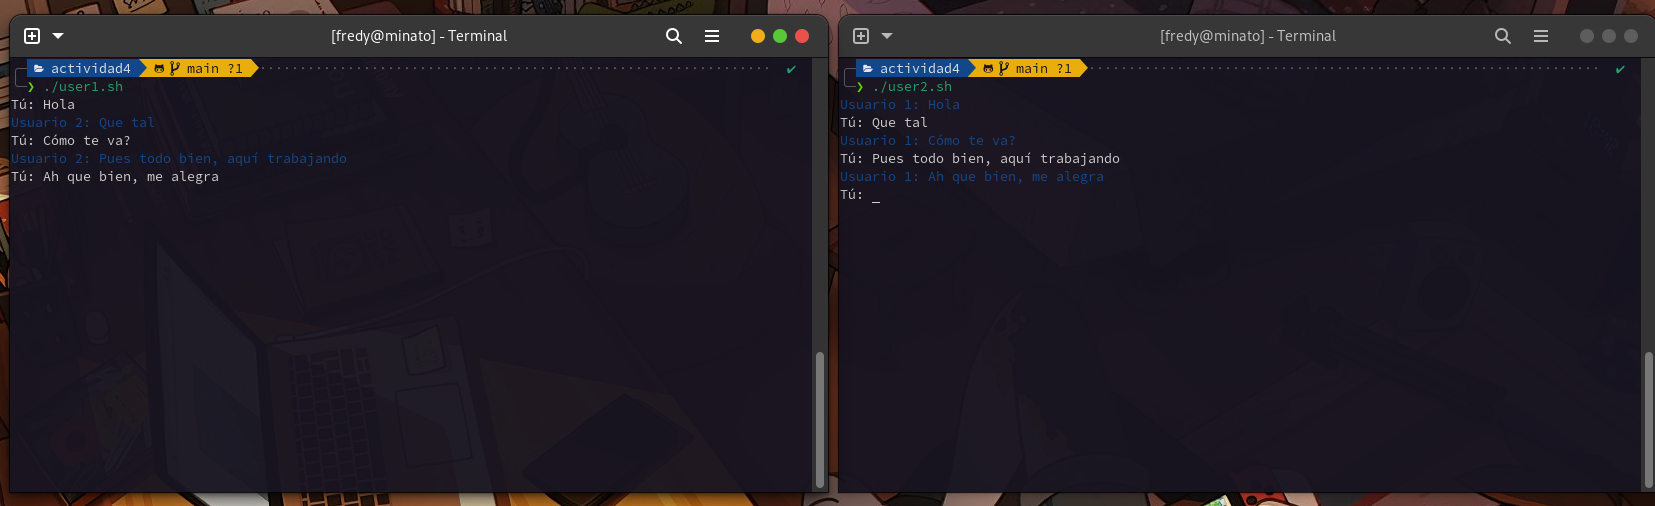 [fredy@minato] - Terminal
actividad4 main ?1 ✔
❯ ./user1.sh
Tú: Hola
Usuario 2: Que tal
Tú: Cómo te va?
Usuario 2: Pues todo bien, aquí trabajando
Tú: Ah que bien, me alegra
[fredy@minato] - Terminal
actividad4 main ?1 ✔
❯ ./user2.sh
Usuario 1: Hola
Tú: Que tal
Usuario 1: Cómo te va?
Tú: Pues todo bien, aquí trabajando
Usuario 1: Ah que bien, me alegra
Tú: _